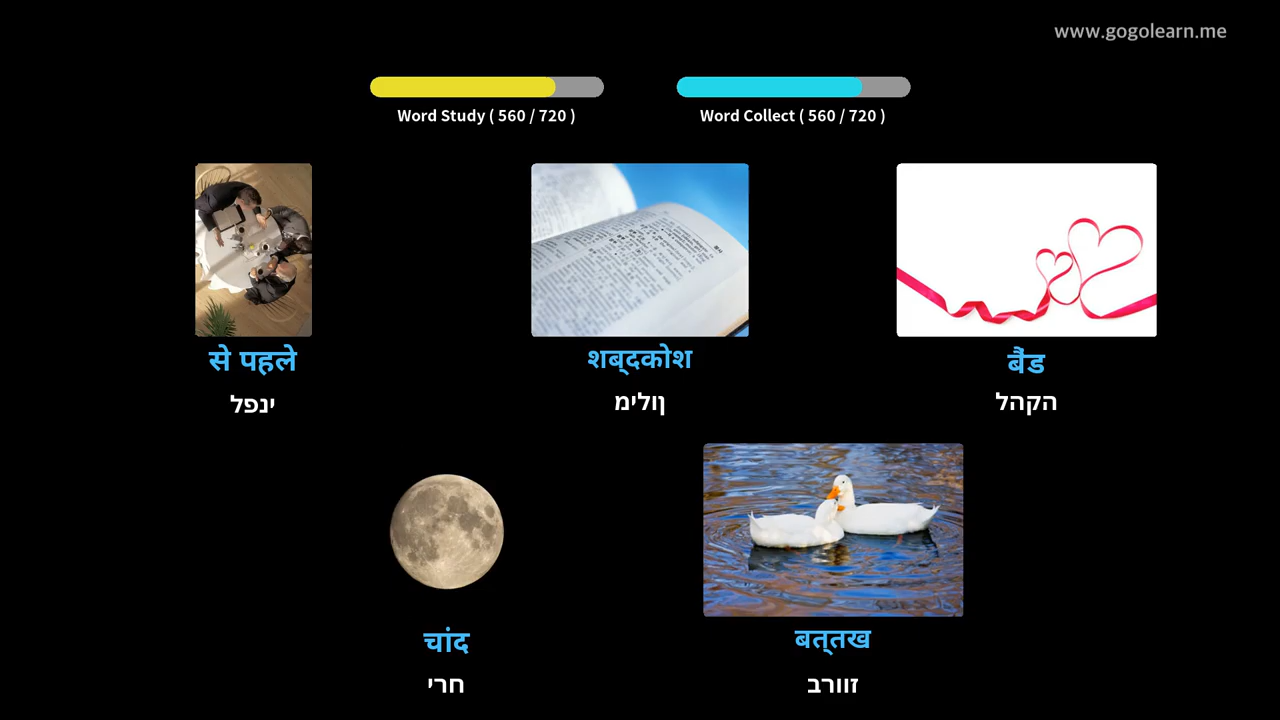 www.gogolearn.me
Word Study ( 560 / 720 )
Word Collect ( 560 / 720 )
से पहले
ינפל
शब्दकोश
ןולימ
बैंड
הקהל
चांद
חרי
बत्तख
זוורב